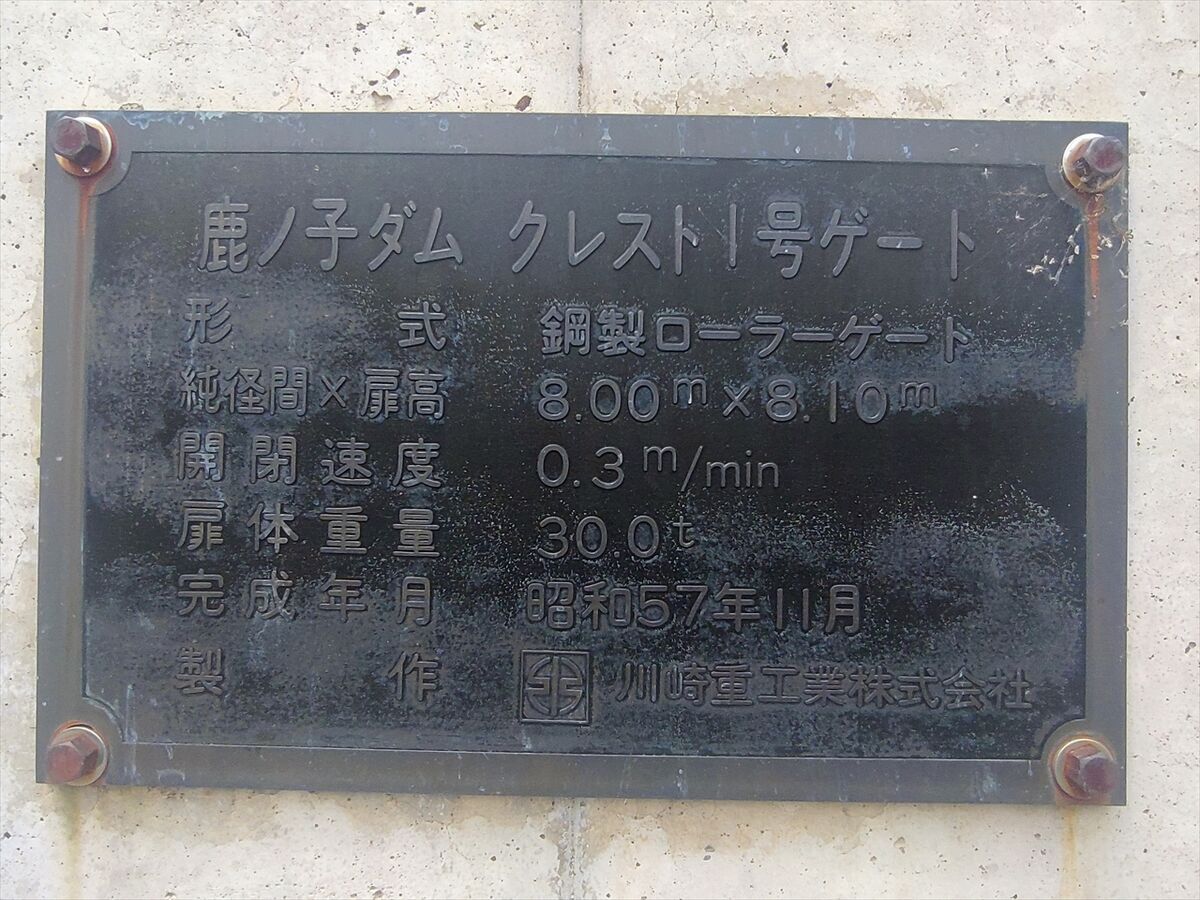 鹿ノ子ダム クレスト1号ゲート
形式 鋼製ローラーゲート
純径間×扉高 8.00m×8.10m
開閉速度 0.3m/min
扉体重量 30.0t
完成年月 昭和57年11月
製作 川崎重工業株式会社